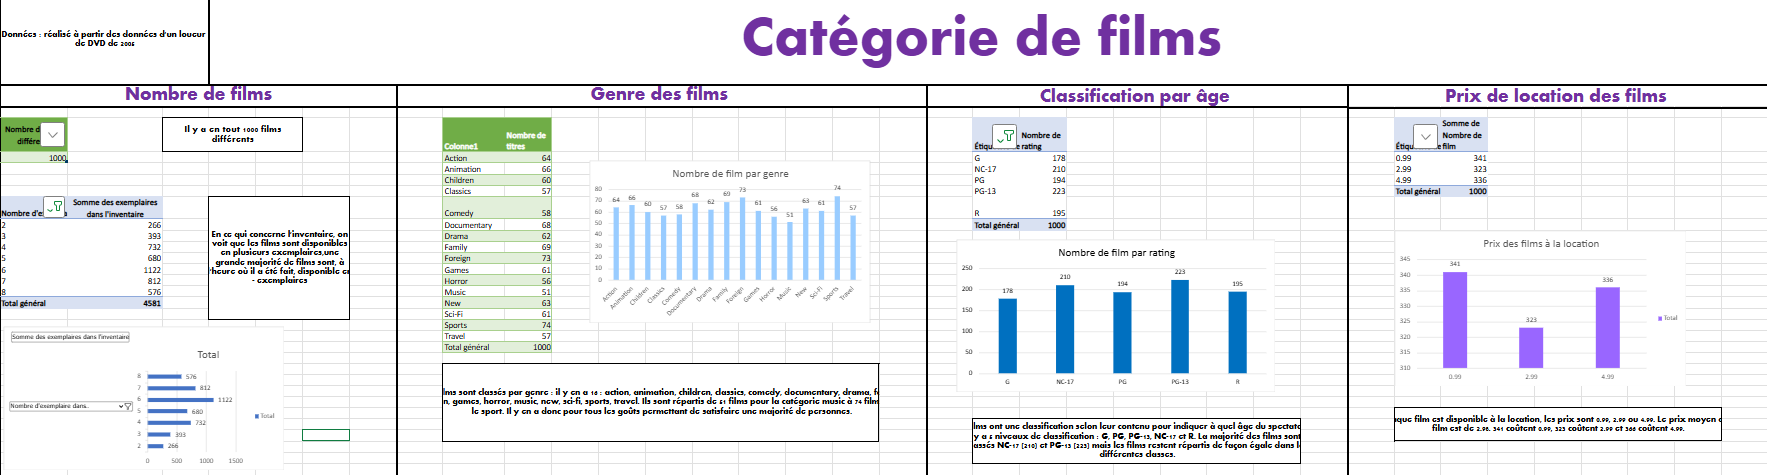 Données : réalisé à partir des données d'un loueur
de DVD de 2006
Catégorie de films
Nombre de films
Genre des films
Classification par âge
Prix de location des films
Nombre d
différe
1000
Il y a en tout 1000 films
différents
Nombre d'e
Somme des exemplaires
dans l'inventaire
2 266
3 393
4 732
5 680
6 1122
7 812
8 576
Total général 4581
En ce qui concerne l'inventaire, on
voit que les films sont disponibles
en plusieurs exemplaires,une
grande majorité de films sont, à
'heure où il a été fait, disponible en
- exemplaires
Somme des exemplaires dans l'inventaire
Total
8 576
7 812
6 1122
5 680
4 732
3 393
2 266
0 500 1000 1500
Nombre d'exemplaire dans..
Total
Colonne1 Nombre de
titres
Action 64
Animation 66
Children 60
Classics 57
Comedy 58
Documentary 68
Drama 62
Family 69
Foreign 73
Games 61
Horror 56
Music 51
New 63
Sci-Fi 61
Sports 74
Travel 57
Total général 1000
Nombre de film par genre
80
70
60
50
40
30
20
10
0
64 66 60 57 58 68 62 69 73 61 56 51 63 61 74 57
Action Animation Children Classics Comedy Documentary Drama Family Foreign Games Horror Music New Sci-Fi Sports Travel
lms sont classés par genre : il y en a 16 : action, animation, children, classics, comedy, documentary, drama, fa
n, games, horror, music, new, sci-fi, sports, travel. Ils sont répartis de 51 films pour la catégorie music à 74 film
le sport. Il y en a donc pour tous les goûts permettant de satisfaire une majorité de personnes.
Nombre de
Étiqu e rating
G 178
NC-17 210
PG 194
PG-13 223
R 195
Total général 1000
Nombre de film par rating
250
200
150
100
50
0
178 210 194 223 195
G NC-17 PG PG-13 R
lms ont une classification selon leur contenu pour indiquer à quel âge du spectate
y a 5 niveaux de classification : G, PG, PG-13, NC-17 et R. La majorité des films sont
assés NC-17 (210) et PG-13 (223) mais les films restent répartis de façon égale dans l
différentes classes.
Somme de
Nombre de
Étiqu e film
0.99 341
2.99 323
4.99 336
Total général 1000
Prix des films à la location
345
340
335
330
325
320
315
310
341 323 336
0.99 2.99 4.99
Total
aque film est disponible à la location, les prix sont 0.99, 2.99 ou 4.99. Le prix moyen d
film est de 2.98. 341 coûtent 0.99, 323 coûtent 2.99 et 336 coûtent 4.99.